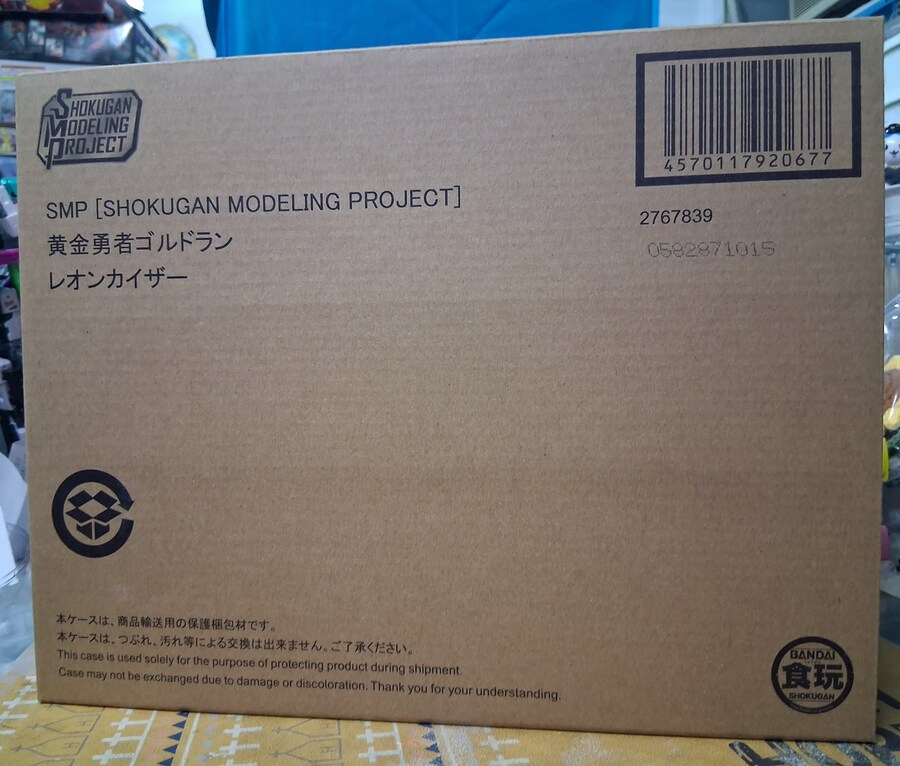 SHOKUGAN
MODELING
PROJECT
4570117920677
SMP [SHOKUGAN MODELING PROJECT]
黄金勇者ゴルドラン
レオンカイザー
2767839
0582871015
本ケースは、商品輸送用の保護梱包材です。
本ケースは、つぶれ、汚れ等による交換は出来ません。ご了承ください。
This case is used solely for the purpose of protecting product during shipment.
Case may not be exchanged due to damage or discoloration. Thank you for your understanding.
BANDAI
食玩
SHOKUGAN